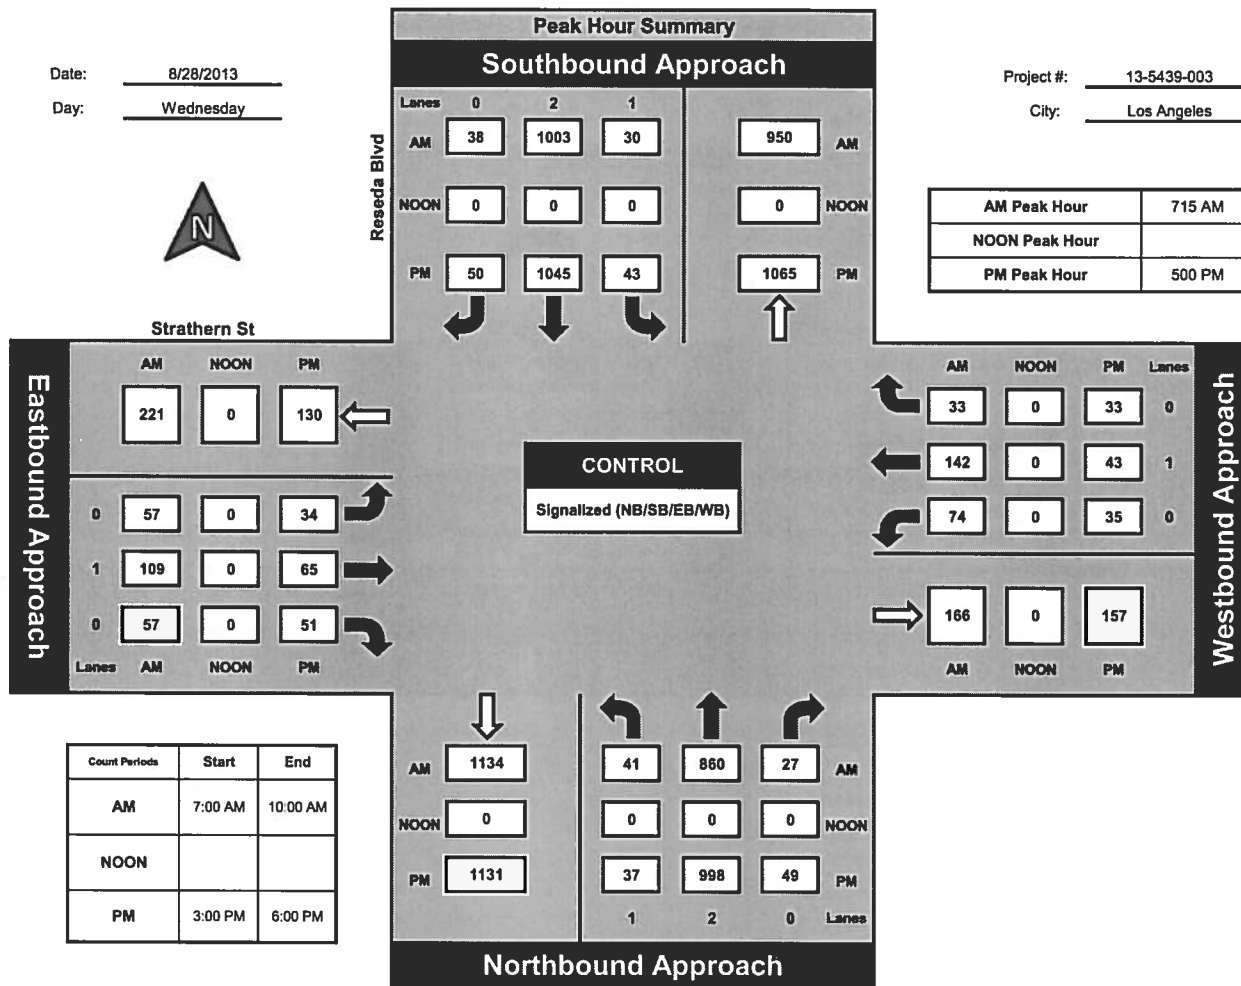 Peak Hour Summary
Southbound Approach
Date: 8/28/2013
Day: Wednesday
Project #: 13-5439-003
City: Los Angeles
N
Reseda Blvd
Lanes 0 2 1
AM 38 1003 30 950 AM
NOON 0 0 0 0 NOON
PM 50 1045 43 1065 PM
AM Peak Hour 715 AM
NOON Peak Hour
PM Peak Hour 500 PM
Strathern St
Eastbound Approach
AM NOON PM
221 0 130
0 57 0 34
1 109 0 65
0 57 0 51
Lanes AM NOON PM
CONTROL
Signalized (NB/SB/EB/WB)
AM NOON PM Lanes
33 0 33 0
142 0 43 1
74 0 35 0
166 0 157
AM NOON PM
Westbound Approach
Count Periods Start End
AM 7:00 AM 10:00 AM
NOON
PM 3:00 PM 6:00 PM
AM 1134 41 860 27 AM
NOON 0 0 0 0 NOON
PM 1131 37 998 49 PM
1 2 0 Lanes
Northbound Approach